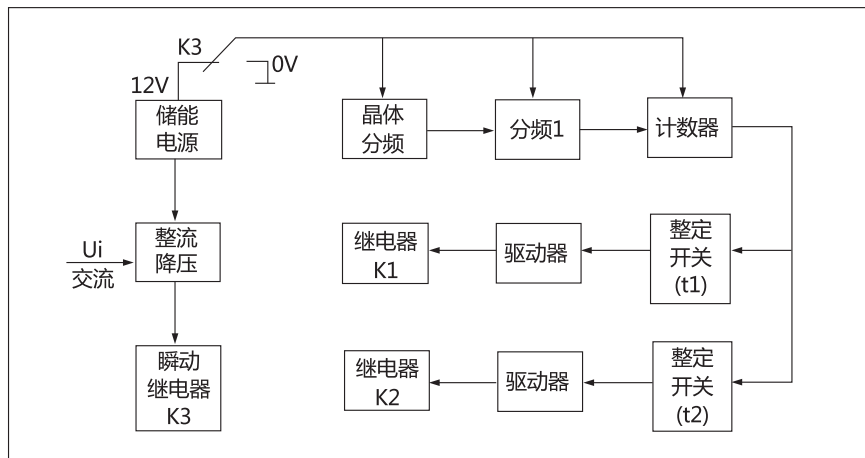 K3
0V
12V
储能
电源
晶体
分频
分频1
计数器
Ui
交流
整流
降压
继电器
K1
驱动器
整定
开关
(t1)
瞬动
继电器
K3
继电器
K2
驱动器
整定
开关
(t2)